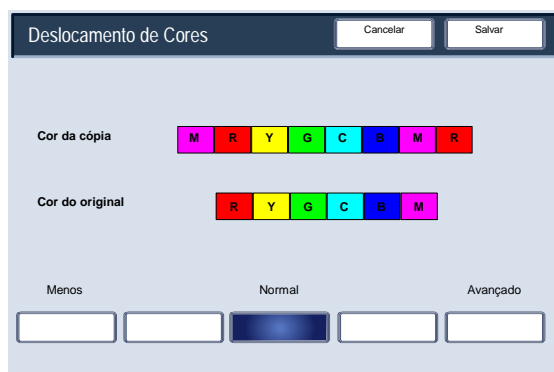 Deslocamento de Cores Cancelar Salvar
Cor da cópia M R Y G C B M R
Cor do original R Y G C B M
Menos Normal Avançado